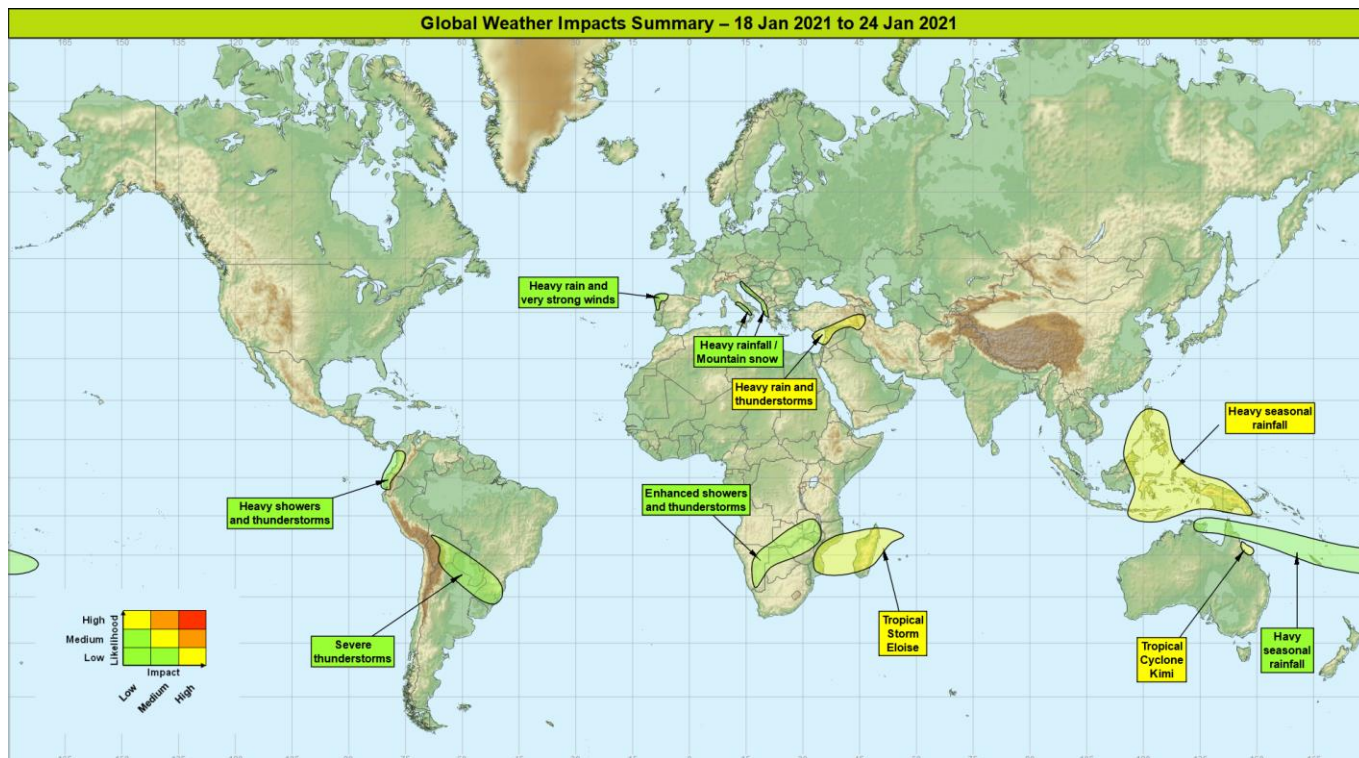 Global Weather Impacts Summary – 18 Jan 2021 to 24 Jan 2021
Heavy rain and
very strong winds
Heavy rainfall /
Mountain snow
Heavy rain and
thunderstorms
Heavy seasonal
rainfall
Heavy showers
and thunderstorms
Enhanced showers
and thunderstorms
Severe
thunderstorms
Tropical
Storm
Eloise
Tropical
Cyclone
Kimi
Havy
seasonal
rainfall
High
Medium
Low
Likelihood
Impact
Low
Medium
High